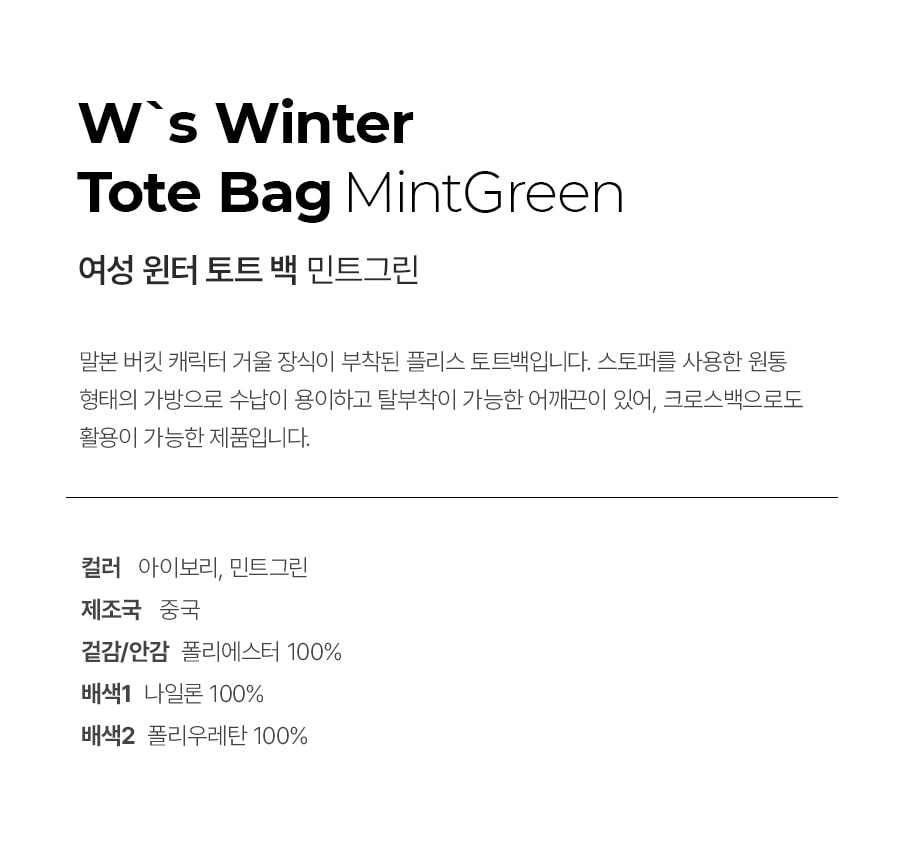 W`s Winter
Tote Bag MintGreen
여성 윈터 토트 백 민트그린
말본 버킷 캐릭터 거울 장식이 부착된 플리스 토트백입니다. 스토퍼를 사용한 원통
형태의 가방으로 수납이 용이하고 탈부착이 가능한 어깨끈이 있어, 크로스백으로도
활용이 가능한 제품입니다.
컬러 아이보리, 민트그린
제조국 중국
겉감/안감 폴리에스터 100%
배색1 나일론 100%
배색2 폴리우레탄 100%